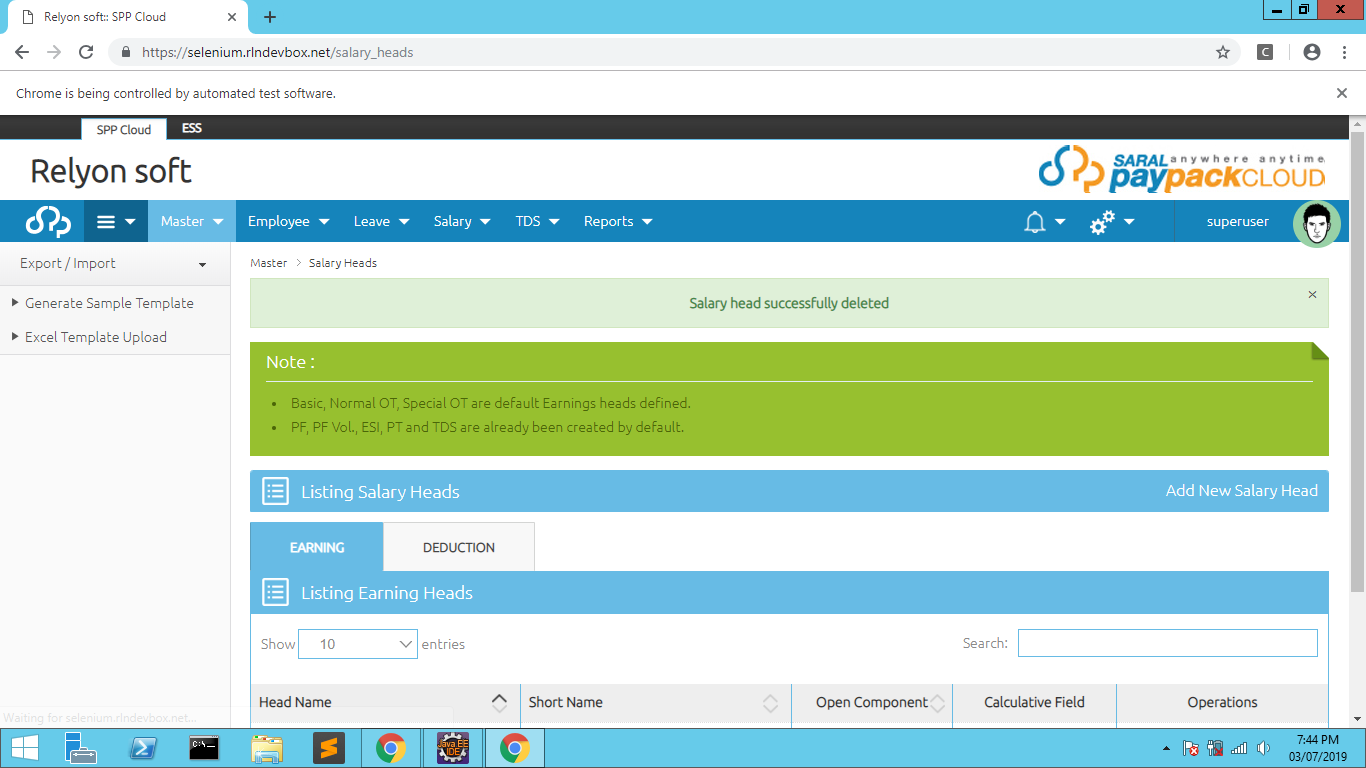 Relyon soft:: SPP Cloud
https://selenium.rlndevbox.net/salary_heads
C
Chrome is being controlled by automated test software.
SPP Cloud ESS
Relyon soft
SARAL anywhere anytime
paypackCLOUD
Master Employee Leave Salary TDS Reports superuser
Export / Import
Master > Salary Heads
Generate Sample Template
Excel Template Upload
Salary head successfully deleted ×
Note :
• Basic, Normal OT, Special OT are default Earnings heads defined.
• PF, PF Vol., ESI, PT and TDS are already been created by default.
Listing Salary Heads Add New Salary Head
EARNING DEDUCTION
Listing Earning Heads
Show 10 entries Search:
Head Name Short Name Open Component Calculative Field Operations
Waiting for selenium.rlndevbox.net...
C:\_
Java EE
IDE
7:44 PM
03/07/2019